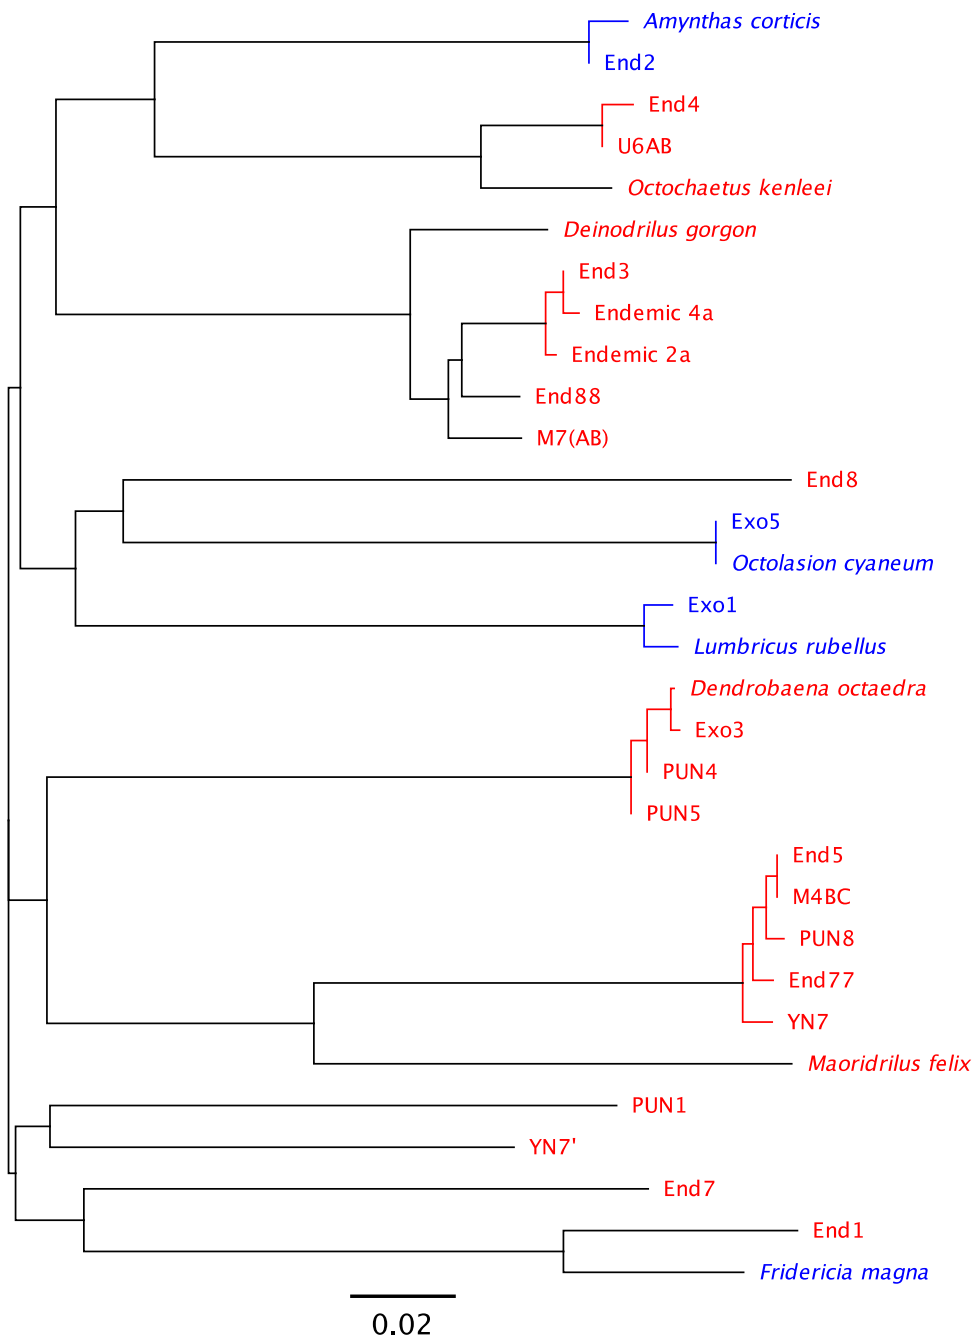 Amynthas corticis
End2
End4
U6AB
Octochaetus kenleei
Deinodrilus gorgon
End3
Endemic 4a
Endemic 2a
End88
M7(AB)
End8
Exo5
Octolasion cyaneum
Exo1
Lumbricus rubellus
Dendrobaena octaedra
Exo3
PUN4
PUN5
End5
M4BC
PUN8
End77
YN7
Maoridrilus felix
PUN1
YN7'
End7
End1
Fridericia magna
0.02